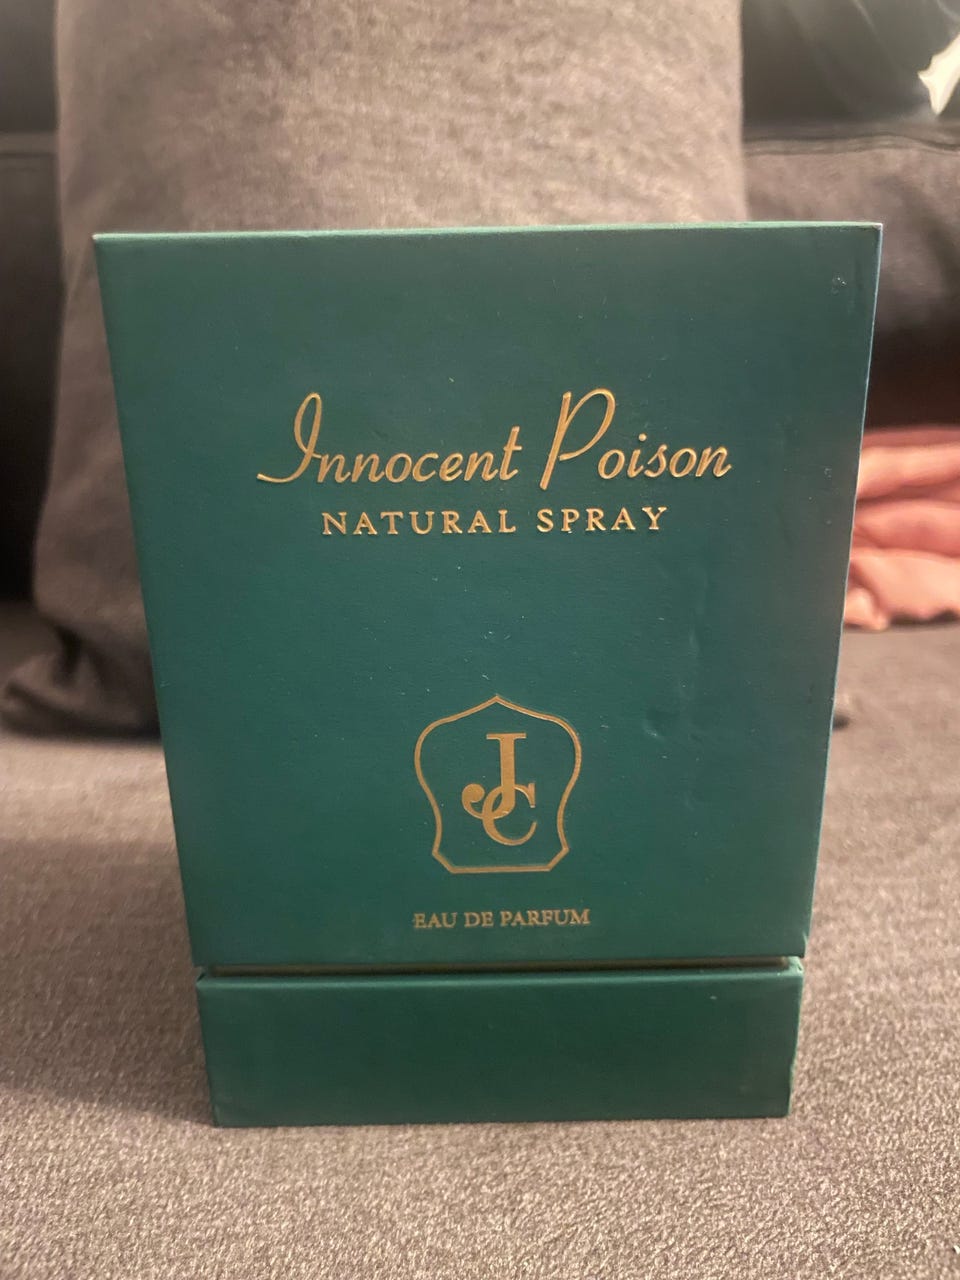 Innocent Poison
NATURAL SPRAY
JC
EAU DE PARFUM